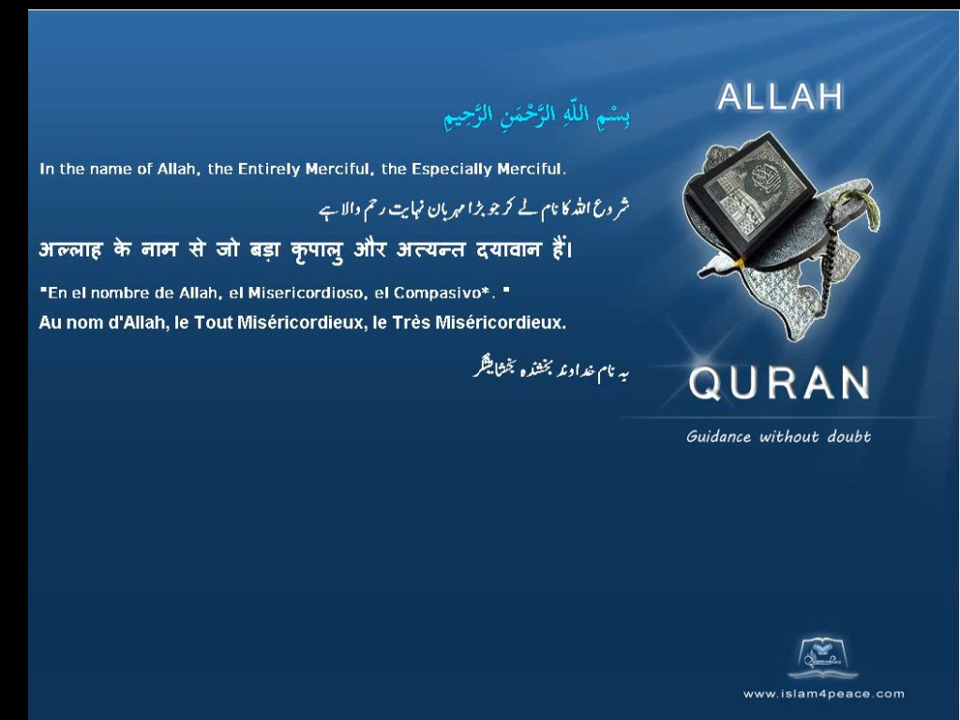 بِسْمِ اللَّهِ الرَّحْمَنِ الرَّحِيمِ
In the name of Allah, the Entirely Merciful, the Especially Merciful.
شروع الله کا نام لے کر جو بڑا مہربان نہایت رحم والا ہے
अल्लाह के नाम से जो बड़ा कृपालु और अत्यन्त दयावान हैं।
"En el nombre de Allah, el Misericordioso, el Compasivo*. "
Au nom d'Allah, le Tout Miséricordieux, le Très Miséricordieux.
به نام خداوند بخشنده بخشایشگر
ALLAH
QURAN
Guidance without doubt
www.islam4peace.com